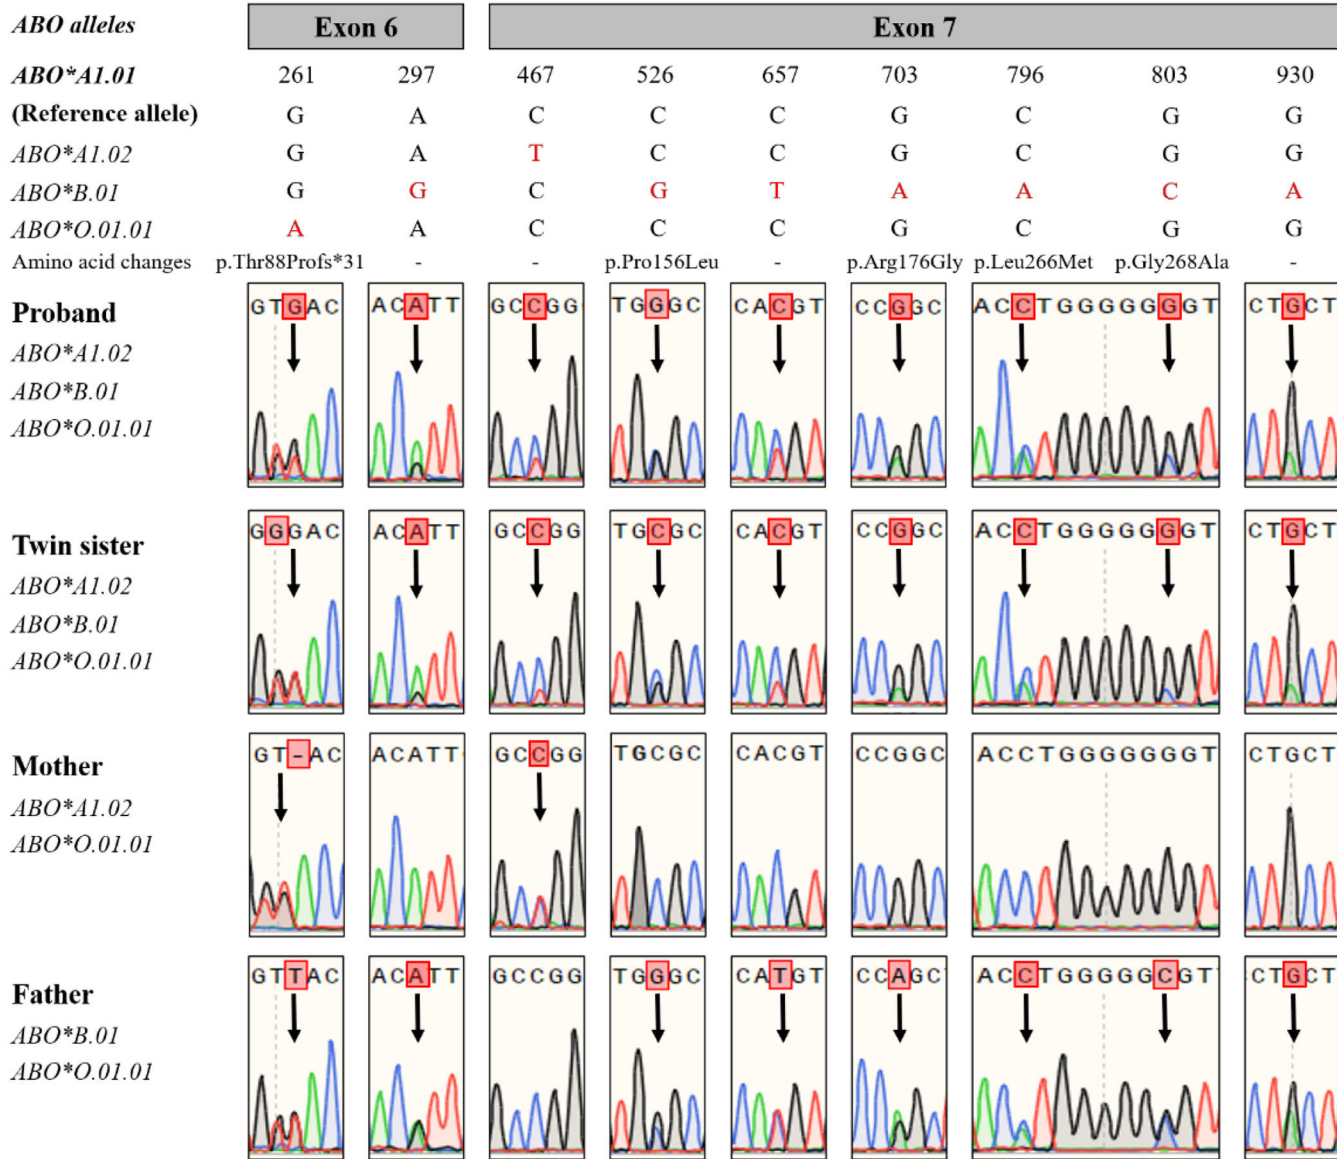 ABO alleles Exon 6 Exon 7
ABO*A1.01 261 297 467 526 657 703 796 803 930
(Reference allele) G A C C C G C G G
ABO*A1.02 G A T C C G C G G
ABO*B.01 G G C G T A A C A
ABO*O.01.01 A A C C C G C G G
Amino acid changes p.Thr88Profs*31 - - p.Pro156Leu - p.Arg176Gly p.Leu266Met p.Gly268Ala -
Proband GTGAC ACATT GCCGG TGGGC CACGT CCGGC ACCTGGGGGGGT CTGCT
ABO*A1.02
ABO*B.01
ABO*O.01.01
Twin sister GGGAC ACATT GCCGG TGCGC CACGT CCGGC ACCTGGGGGGGT CTGCT
ABO*A1.02
ABO*B.01
ABO*O.01.01
Mother GT-AC ACATT GCCGG TGCGC CACGT CCGGC ACCTGGGGGGGT CTGCT
ABO*A1.02
ABO*O.01.01
Father GTTAC ACATT GCCGG TGGGC CATGT CCAGC ACCTGGGGGCGT CTGCT
ABO*B.01
ABO*O.01.01